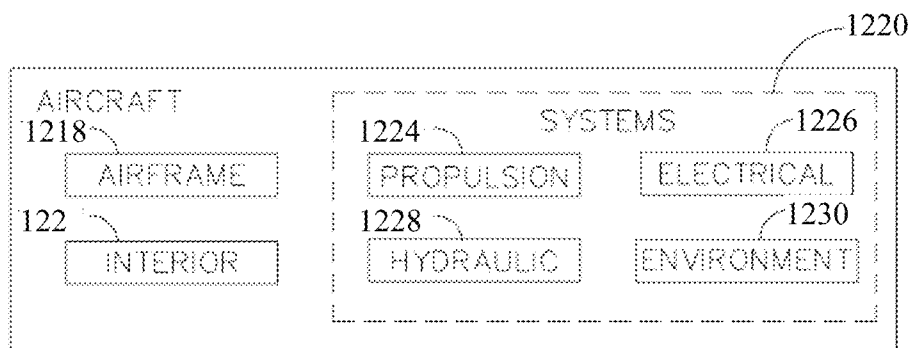 1220
AIRCRAFT
SYSTEMS
1218
AIRFRAME
1224
PROPULSION
1226
ELECTRICAL
122
INTERIOR
1228
HYDRAULIC
1230
ENVIRONMENT